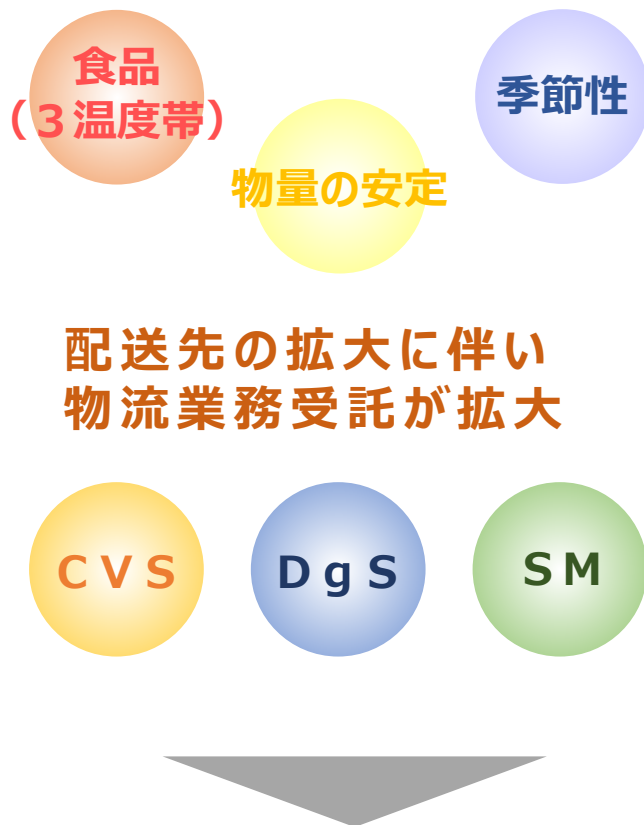 食品
（３温度帯）
季節性
物量の安定
配送先の拡大に伴い
物流業務受託が拡大
ＣＶＳ
ＤｇＳ
ＳＭ